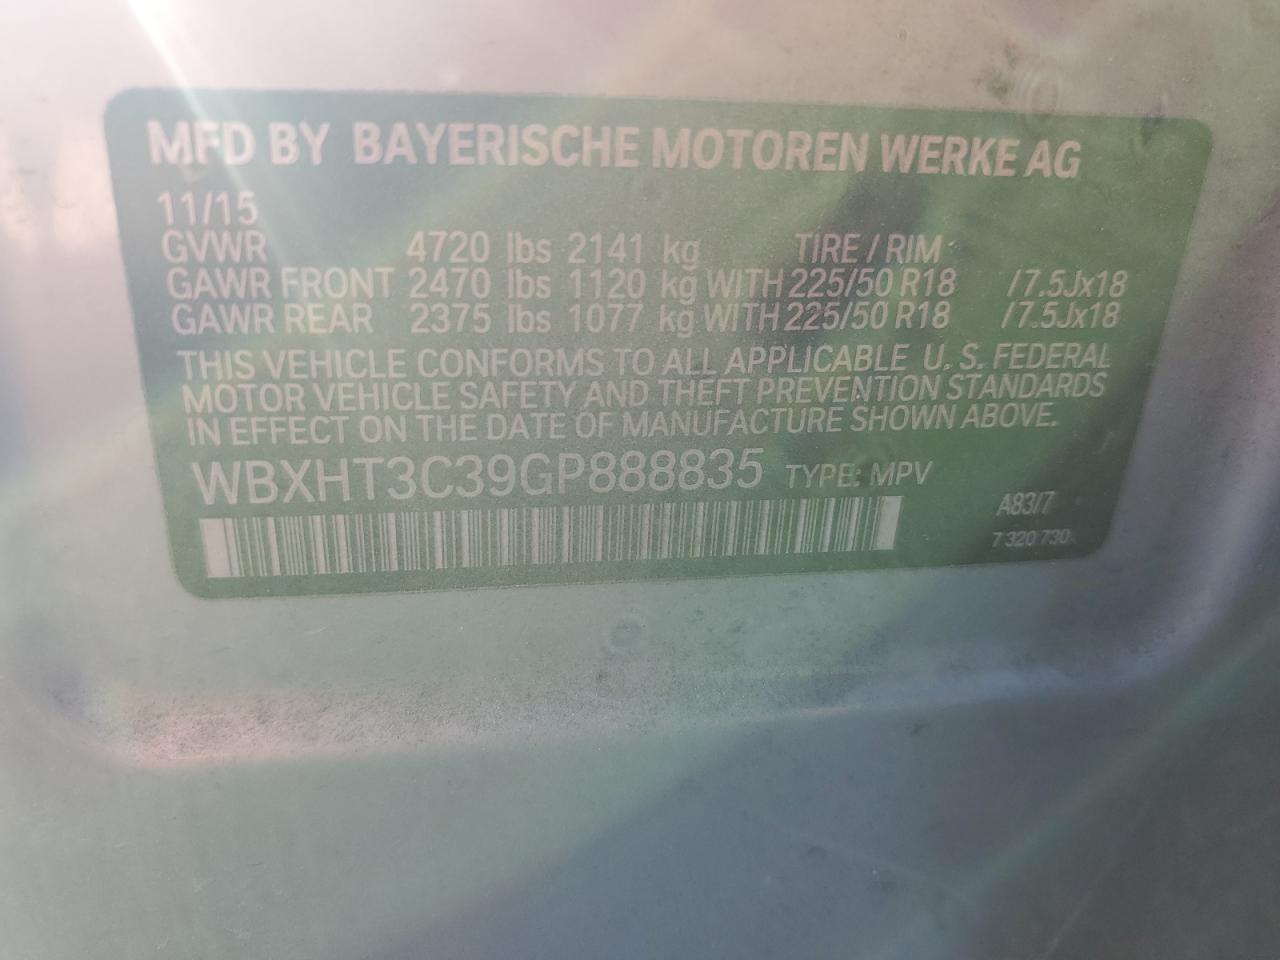 MFD BY BAYERISCHE MOTOREN WERKE AG
11/15
GVWR 4720 lbs 2141 kg TIRE / RIM
GAWR FRONT 2470 lbs 1120 kg WITH 225/50 R18 /7.5Jx18
GAWR REAR 2375 lbs 1077 kg WITH 225/50 R18 /7.5Jx18
THIS VEHICLE CONFORMS TO ALL APPLICABLE U. S. FEDERAL
MOTOR VEHICLE SAFETY AND THEFT PREVENTION STANDARDS
IN EFFECT ON THE DATE OF MANUFACTURE SHOWN ABOVE.
WBXHT3C39GP888835 TYPE: MPV
A83/7
7 320 730